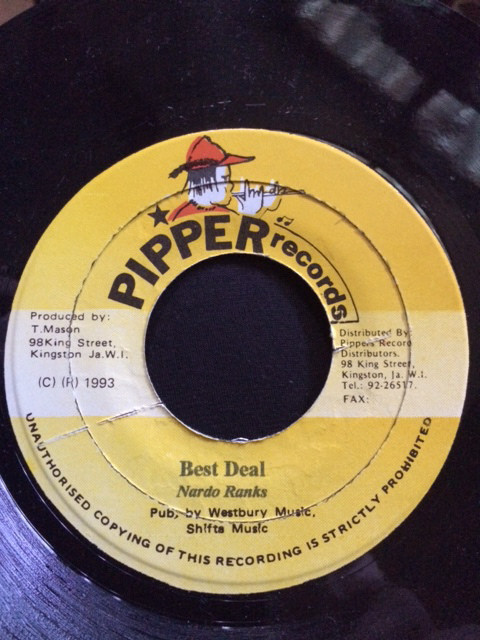 PIPPER records
Produced by:
T.Mason
98King Street,
Kingston Ja.W.I.
(C) (R) 1993
Distributed By
Pippers Record
Distributors.
98 King Street,
Kingston, Ja. W.I.
Tel.: 92-26517.
FAX:
Best Deal
Nardo Ranks
Pub, by Westbury Music,
Shifta Music
UNAUTHORISED COPYING OF THIS RECORDING IS STRICTLY PROHIBITED